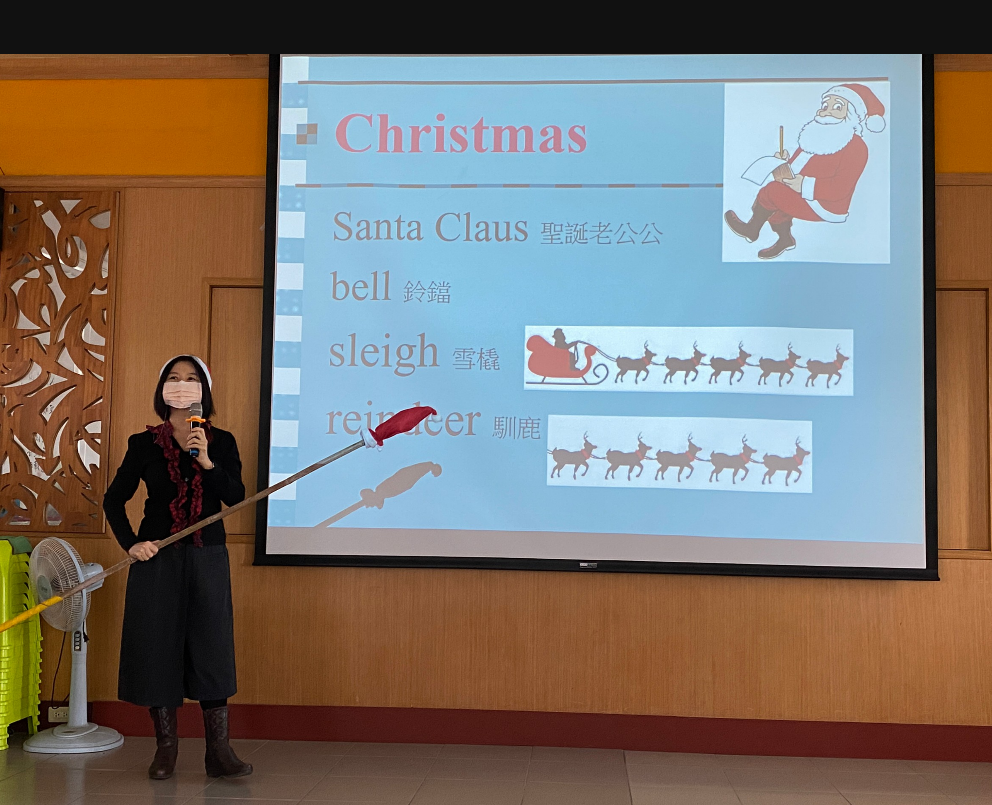 Christmas
Santa Claus 聖誕老公公
bell 鈴鐺
sleigh 雪橇
reindeer 馴鹿